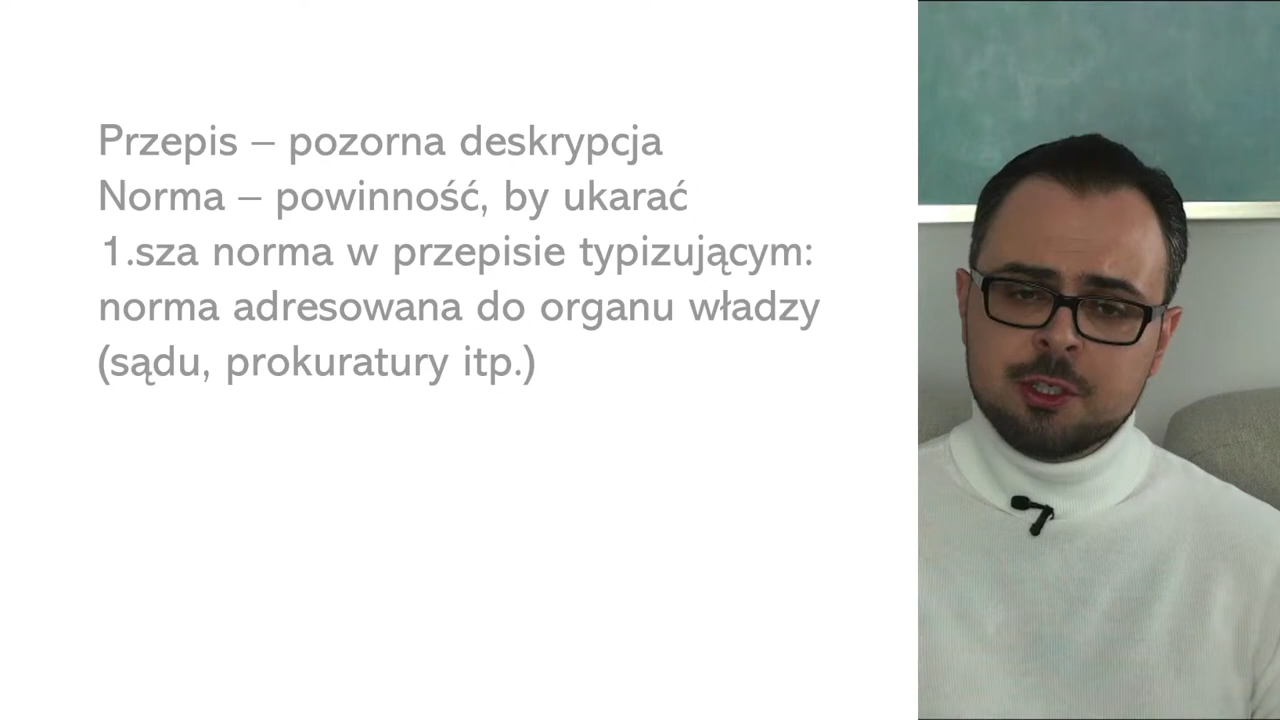 Przepis – pozorna deskrypcja
Norma – powinność, by ukarać
1.sza norma w przepisie typizującym:
norma adresowana do organu władzy
(sądu, prokuratury itp.)